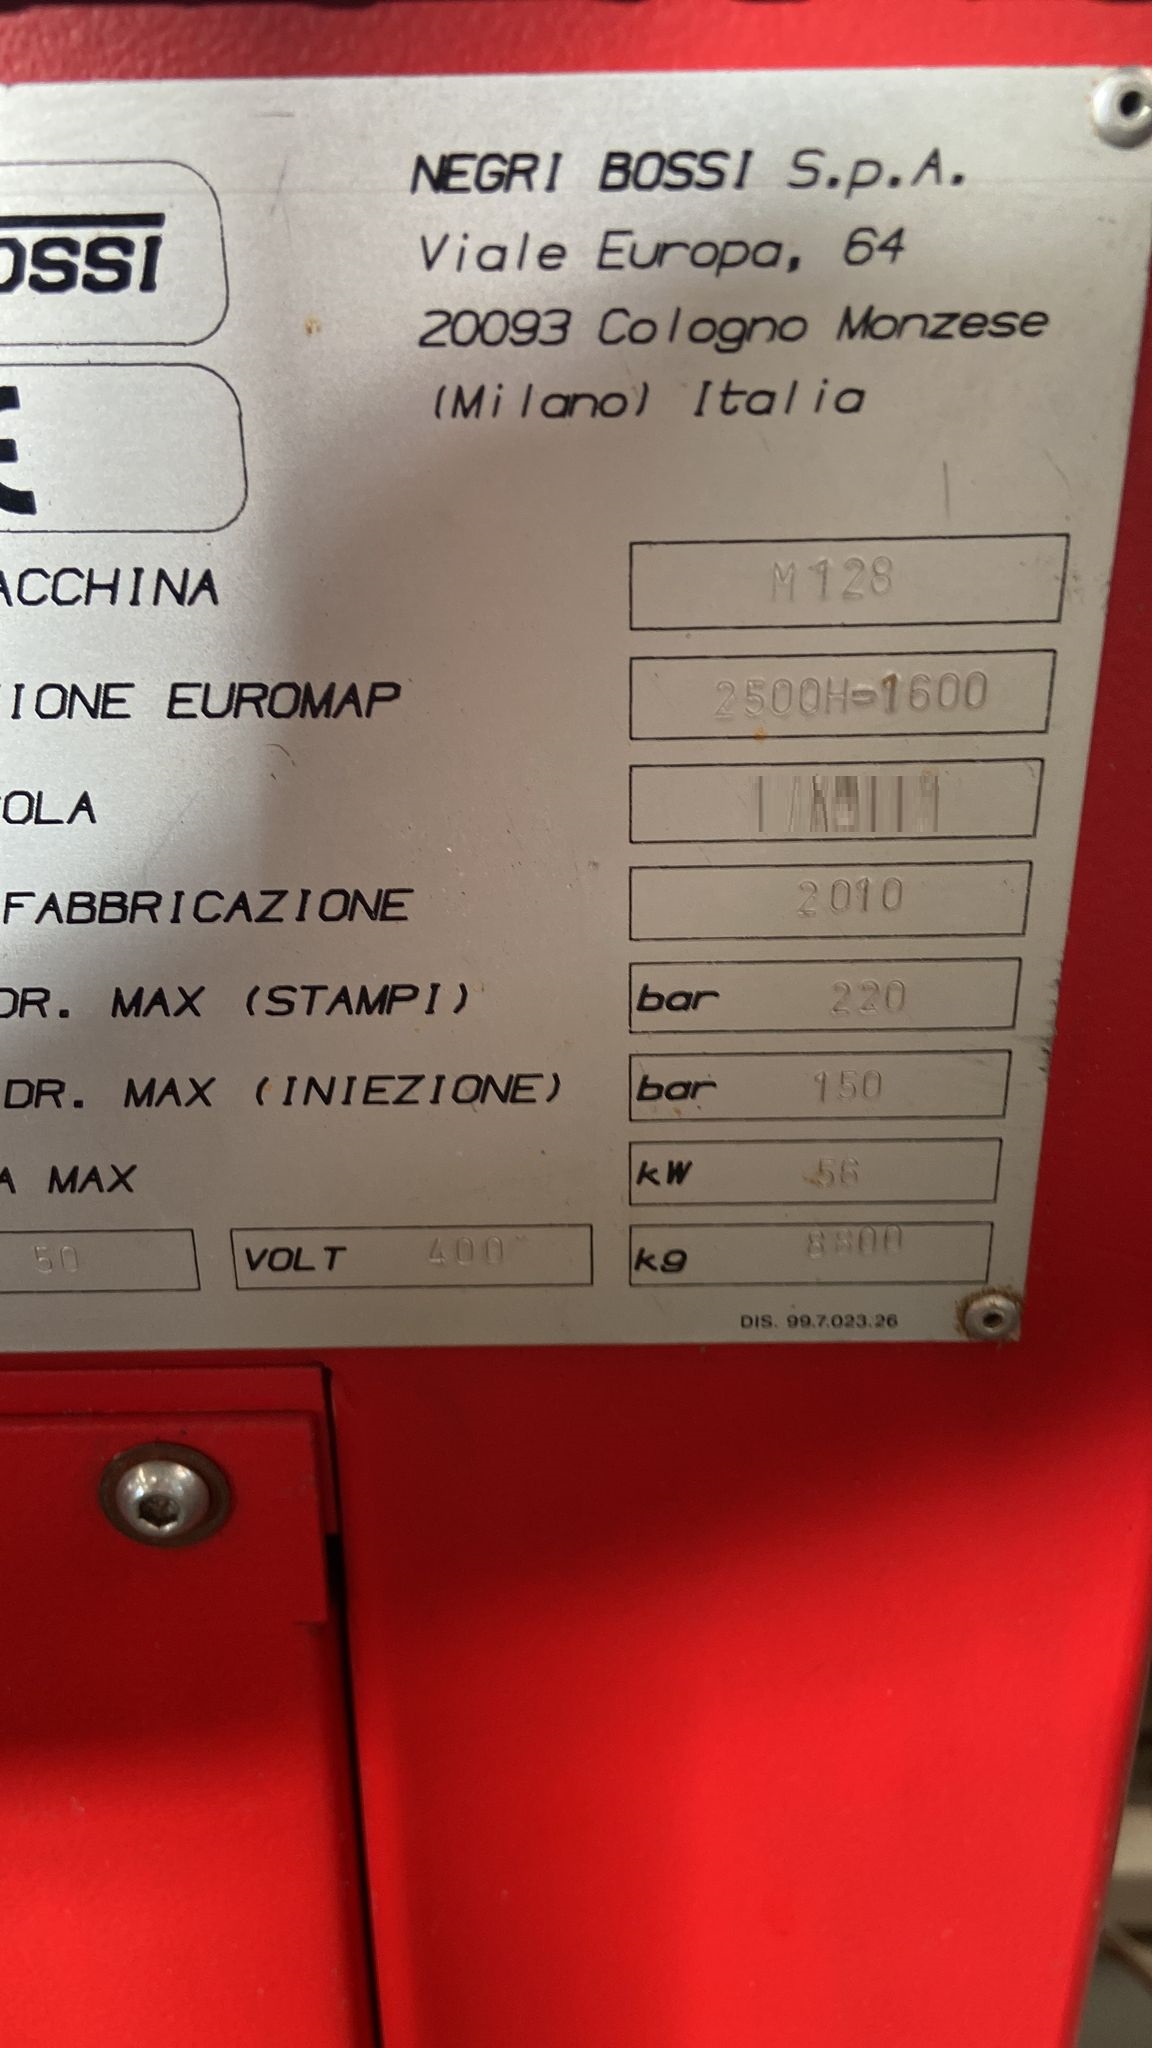 NEGRI BOSSI S.p.A.
Viale Europa, 64
20093 Cologno Monzese
(Milano) Italia
OSSI
CE
ACCHINA M128
IONE EUROMAP 2500H-1600
OLA
FABBRICAZIONE 2010
DR. MAX (STAMPI) bar 220
DR. MAX (INIEZIONE) bar 150
A MAX kW 56
50 VOLT 400 kg 8800
DIS. 99.7.023.26